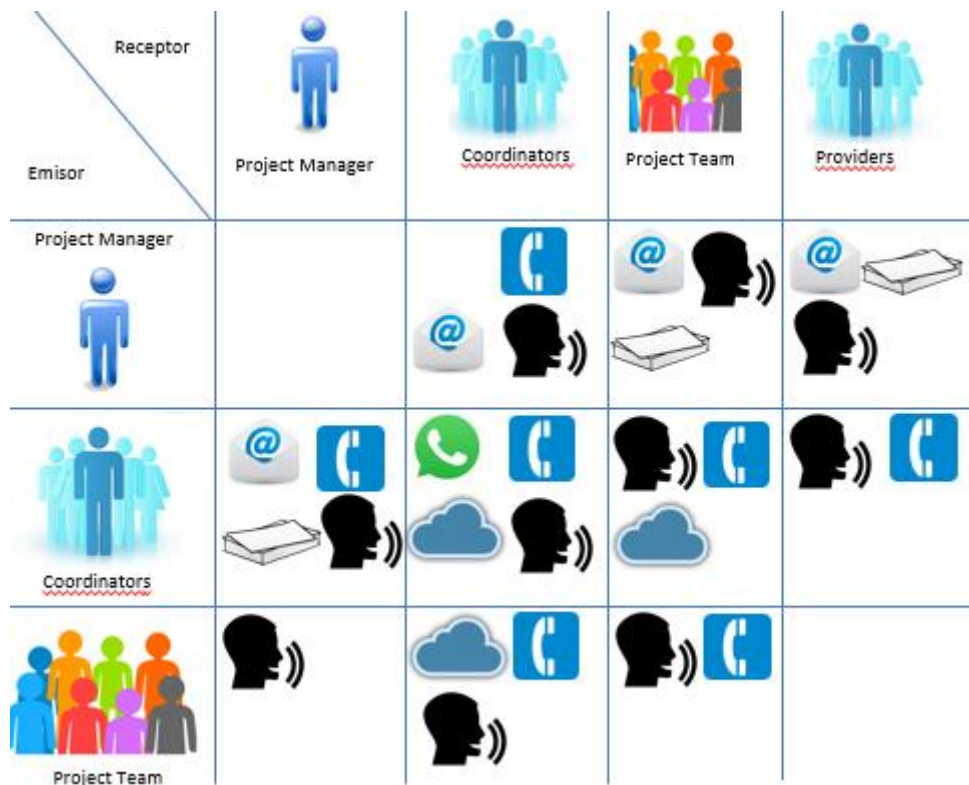 Receptor
Emisor
Project Manager
Coordinators
Project Team
Providers
Project Manager
@
@
@
Coordinators
@
Project Team